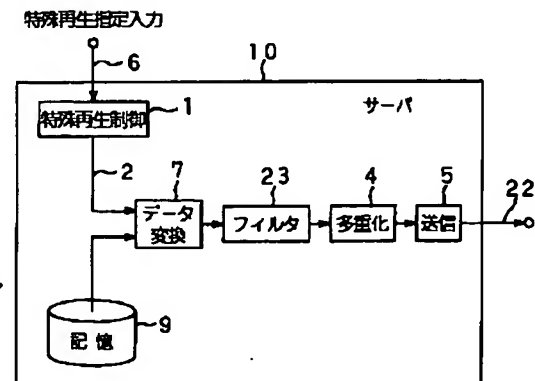 特殊再生指定入力
6
10
特殊再生制御
1
サーバ
2
7
23
4
5
22
データ
変換
フィルタ
多重化
送信
記憶
9